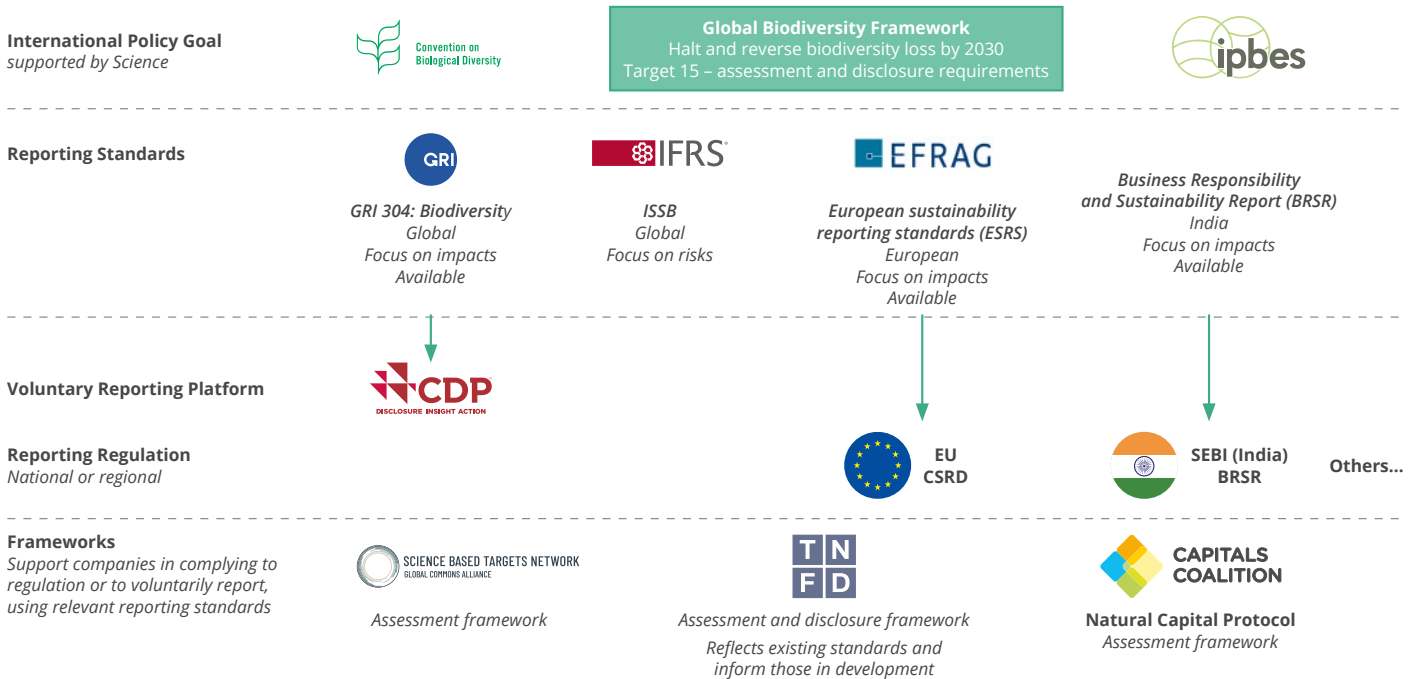 International Policy Goal
supported by Science
Convention on
Biological Diversity
Global Biodiversity Framework
Halt and reverse biodiversity loss by 2030
Target 15 – assessment and disclosure requirements
ipbes
Reporting Standards
GRI
GRI 304: Biodiversity
Global
Focus on impacts
Available
IFRS®
ISSB
Global
Focus on risks
EFRAG
European sustainability
reporting standards (ESRS)
European
Focus on impacts
Available
Business Responsibility
and Sustainability Report (BRSR)
India
Focus on impacts
Available
Voluntary Reporting Platform
CDP
DISCLOSURE INSIGHT ACTION
Reporting Regulation
National or regional
EU
CSRD
SEBI (India)
BRSR
Others...
Frameworks
Support companies in complying to
regulation or to voluntarily report,
using relevant reporting standards
SCIENCE BASED TARGETS NETWORK
GLOBAL COMMONS ALLIANCE
Assessment framework
TN
FD
Assessment and disclosure framework
Reflects existing standards and
inform those in development
CAPITALS
COALITION
Natural Capital Protocol
Assessment framework